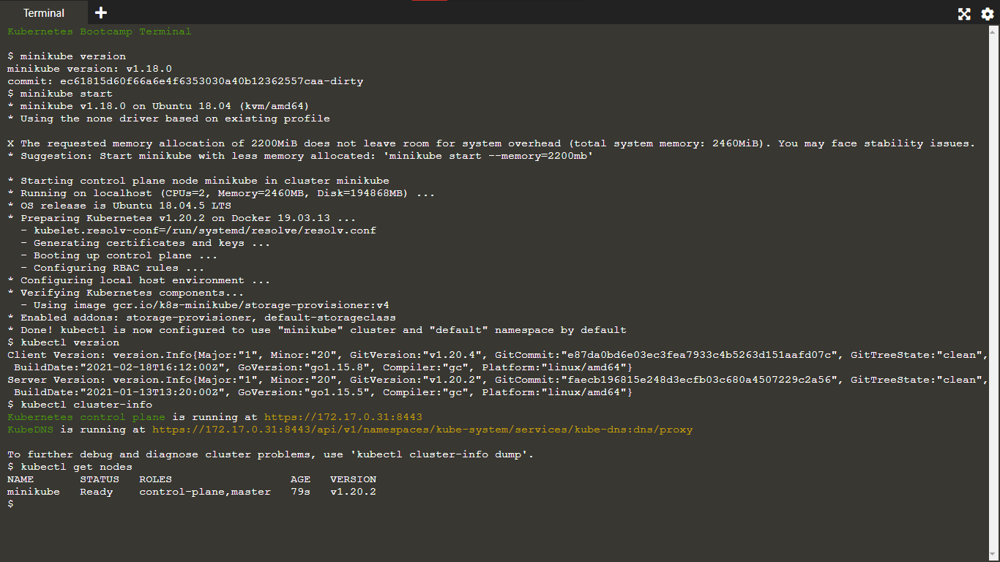 Terminal
Kubernetes Bootcamp Terminal
$ minikube version
minikube version: v1.18.0
commit: ec61815d60f66a6e4f6353030a40b12362557caa-dirty
$ minikube start
* minikube v1.18.0 on Ubuntu 18.04 (kvm/amd64)
* Using the none driver based on existing profile
X The requested memory allocation of 2200MiB does not leave room for system overhead (total system memory: 2460MiB). You may face stability issues.
* Suggestion: Start minikube with less memory allocated: 'minikube start --memory=2200mb'
* Starting control plane node minikube in cluster minikube
* Running on localhost (CPUs=2, Memory=2460MB, Disk=194868MB) ...
* OS release is Ubuntu 18.04.5 LTS
* Preparing Kubernetes v1.20.2 on Docker 19.03.13 ...
  - kubelet.resolv-conf=/run/systemd/resolve/resolv.conf
  - Generating certificates and keys ...
  - Booting up control plane ...
  - Configuring RBAC rules ...
* Configuring local host environment ...
* Verifying Kubernetes components...
  - Using image gcr.io/k8s-minikube/storage-provisioner:v4
* Enabled addons: storage-provisioner, default-storageclass
* Done! kubectl is now configured to use "minikube" cluster and "default" namespace by default
$ kubectl version
Client Version: version.Info{Major:"1", Minor:"20", GitVersion:"v1.20.4", GitCommit:"e87da0bd6e03ec3fea7933c4b5263d151aafd07c", GitTreeState:"clean",
 BuildDate:"2021-02-18T16:12:00Z", GoVersion:"go1.15.8", Compiler:"gc", Platform:"linux/amd64"}
Server Version: version.Info{Major:"1", Minor:"20", GitVersion:"v1.20.2", GitCommit:"faecb196815e248d3ecfb03c680a4507229c2a56", GitTreeState:"clean",
 BuildDate:"2021-01-13T13:20:00Z", GoVersion:"go1.15.5", Compiler:"gc", Platform:"linux/amd64"}
$ kubectl cluster-info
Kubernetes control plane is running at https://172.17.0.31:8443
KubeDNS is running at https://172.17.0.31:8443/api/v1/namespaces/kube-system/services/kube-dns:dns/proxy
To further debug and diagnose cluster problems, use 'kubectl cluster-info dump'.
$ kubectl get nodes
NAME       STATUS   ROLES                  AGE   VERSION
minikube   Ready    control-plane,master   79s   v1.20.2
$